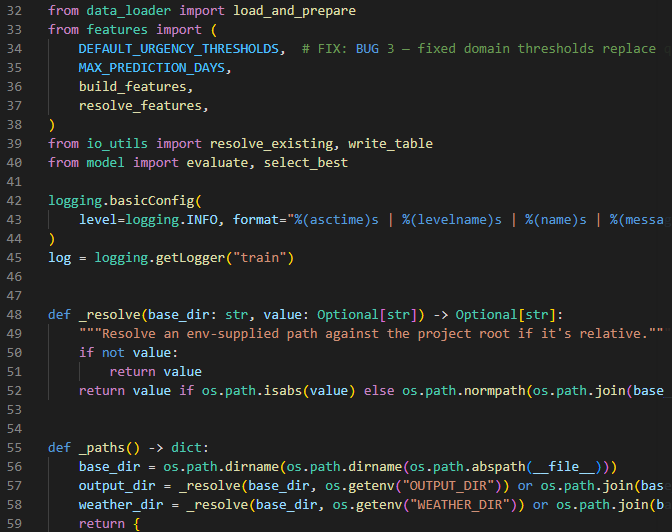 32 from data_loader import load_and_prepare
33 from features import (
34     DEFAULT_URGENCY_THRESHOLDS,  # FIX: BUG 3 — fixed domain thresholds replace
35     MAX_PREDICTION_DAYS,
36     build_features,
37     resolve_features,
38 )
39 from io_utils import resolve_existing, write_table
40 from model import evaluate, select_best
41
42 logging.basicConfig(
43     level=logging.INFO, format="%(asctime)s | %(levelname)s | %(name)s | %(messa
44 )
45 log = logging.getLogger("train")
46
47
48 def _resolve(base_dir: str, value: Optional[str]) -> Optional[str]:
49     """Resolve an env-supplied path against the project root if it's relative."""
50     if not value:
51         return value
52     return value if os.path.isabs(value) else os.path.normpath(os.path.join(base_
53
54
55 def _paths() -> dict:
56     base_dir = os.path.dirname(os.path.dirname(os.path.abspath(__file__)))
57     output_dir = _resolve(base_dir, os.getenv("OUTPUT_DIR")) or os.path.join(bas
58     weather_dir = _resolve(base_dir, os.getenv("WEATHER_DIR")) or os.path.join(b
59     return {